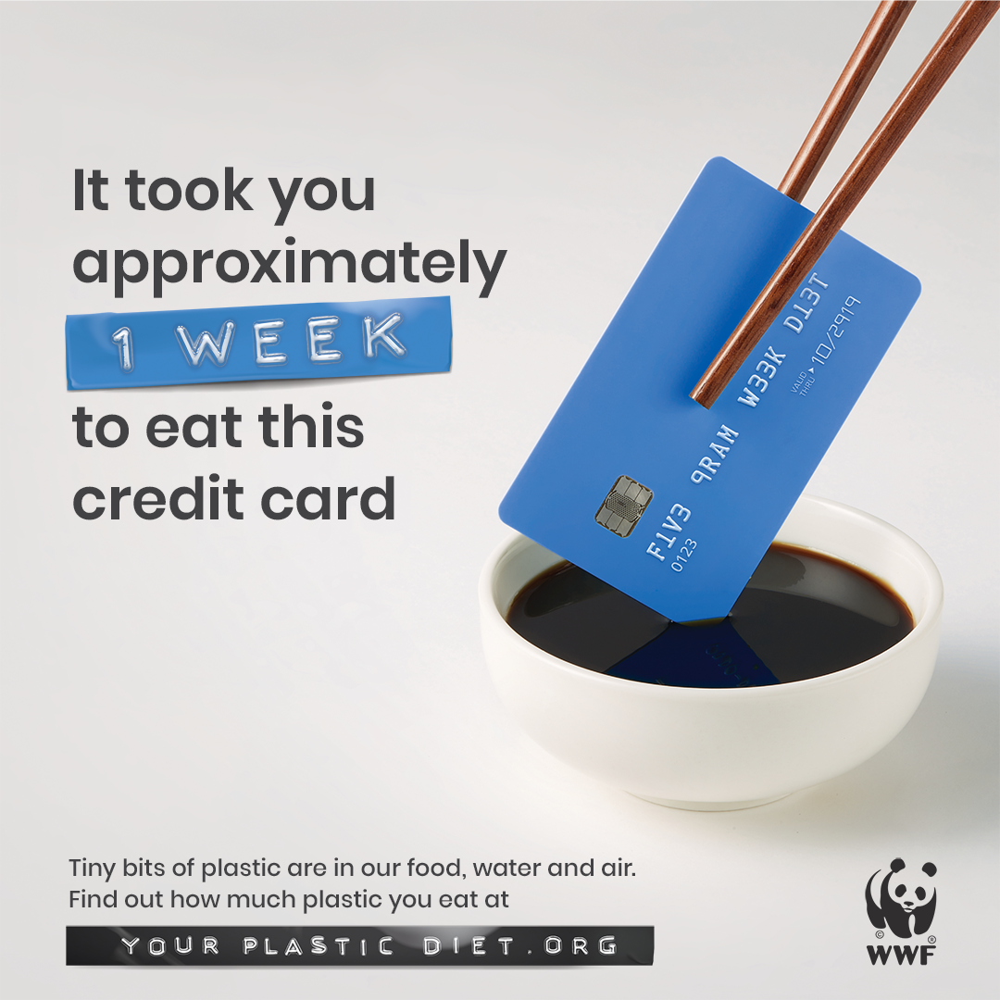 It took you
approximately
1 WEEK
to eat this
credit card
F1V3 9RAM W33K D13T
0123
VALID
THRU
10/2919
Tiny bits of plastic are in our food, water and air.
Find out how much plastic you eat at
YOUR PLASTIC DIET.ORG
©
®
WWF